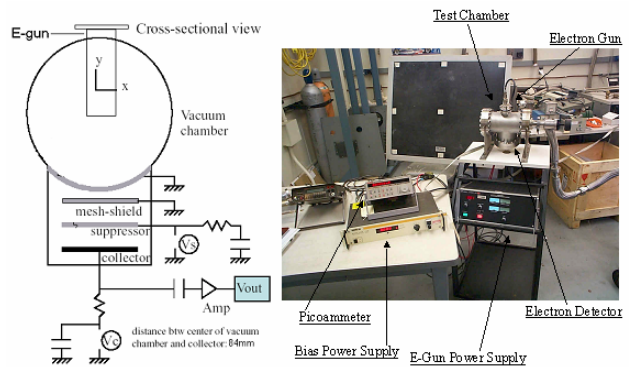 E-gun
Cross-sectional view
y
x
Vacuum
chamber
mesh-shield
suppressor
Vs
collector
Amp
Vout
Vc
distance btw center of vacuum
chamber and collector: 84mm
Test Chamber
Electron Gun
Picoammeter
Bias Power Supply
E-Gun Power Supply
Electron Detector